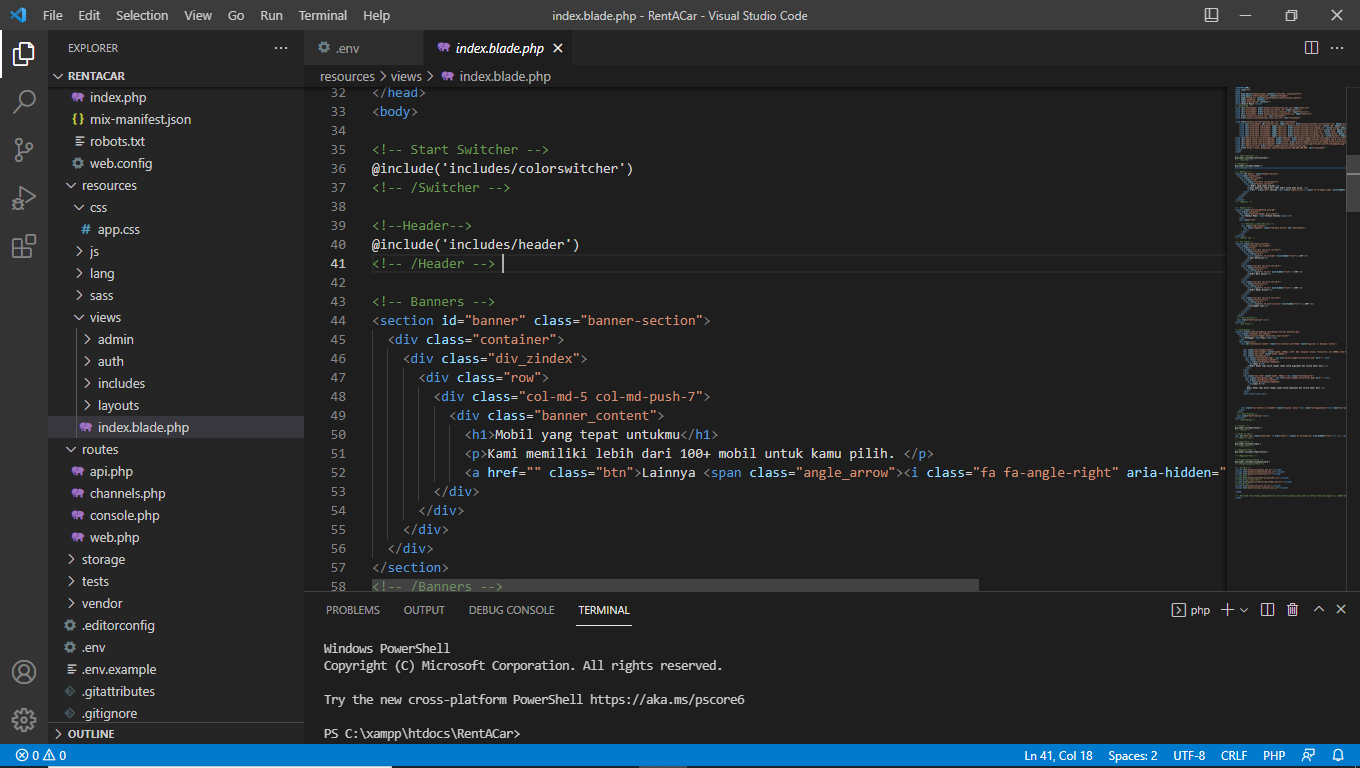 File Edit Selection View Go Run Terminal Help index.blade.php - RentACar - Visual Studio Code
EXPLORER
RENTACAR
index.php
mix-manifest.json
robots.txt
web.config
resources
css
# app.css
js
lang
sass
views
admin
auth
includes
layouts
index.blade.php
routes
api.php
channels.php
console.php
web.php
storage
tests
vendor
.editorconfig
.env
.env.example
.gitattributes
.gitignore
OUTLINE
.env index.blade.php
resources > views > index.blade.php
32 </head>
33 <body>
34
35 <!-- Start Switcher -->
36 @include('includes/colorswitcher')
37 <!-- /Switcher -->
38
39 <!--Header-->
40 @include('includes/header')
41 <!-- /Header -->
42
43 <!-- Banners -->
44 <section id="banner" class="banner-section">
45 <div class="container">
46 <div class="div_zindex">
47 <div class="row">
48 <div class="col-md-5 col-md-push-7">
49 <div class="banner_content">
50 <h1>Mobil yang tepat untukmu</h1>
51 <p>Kami memiliki lebih dari 100+ mobil untuk kamu pilih. </p>
52 <a href="" class="btn">Lainnya <span class="angle_arrow"><i class="fa fa-angle-right" aria-hidden="
53 </div>
54 </div>
55 </div>
56 </div>
57 </section>
58 <!-- /Banners -->
PROBLEMS OUTPUT DEBUG CONSOLE TERMINAL php
Windows PowerShell
Copyright (C) Microsoft Corporation. All rights reserved.
Try the new cross-platform PowerShell https://aka.ms/pscore6
PS C:\xampp\htdocs\RentACar>
0 0 Ln 41, Col 18 Spaces: 2 UTF-8 CRLF PHP